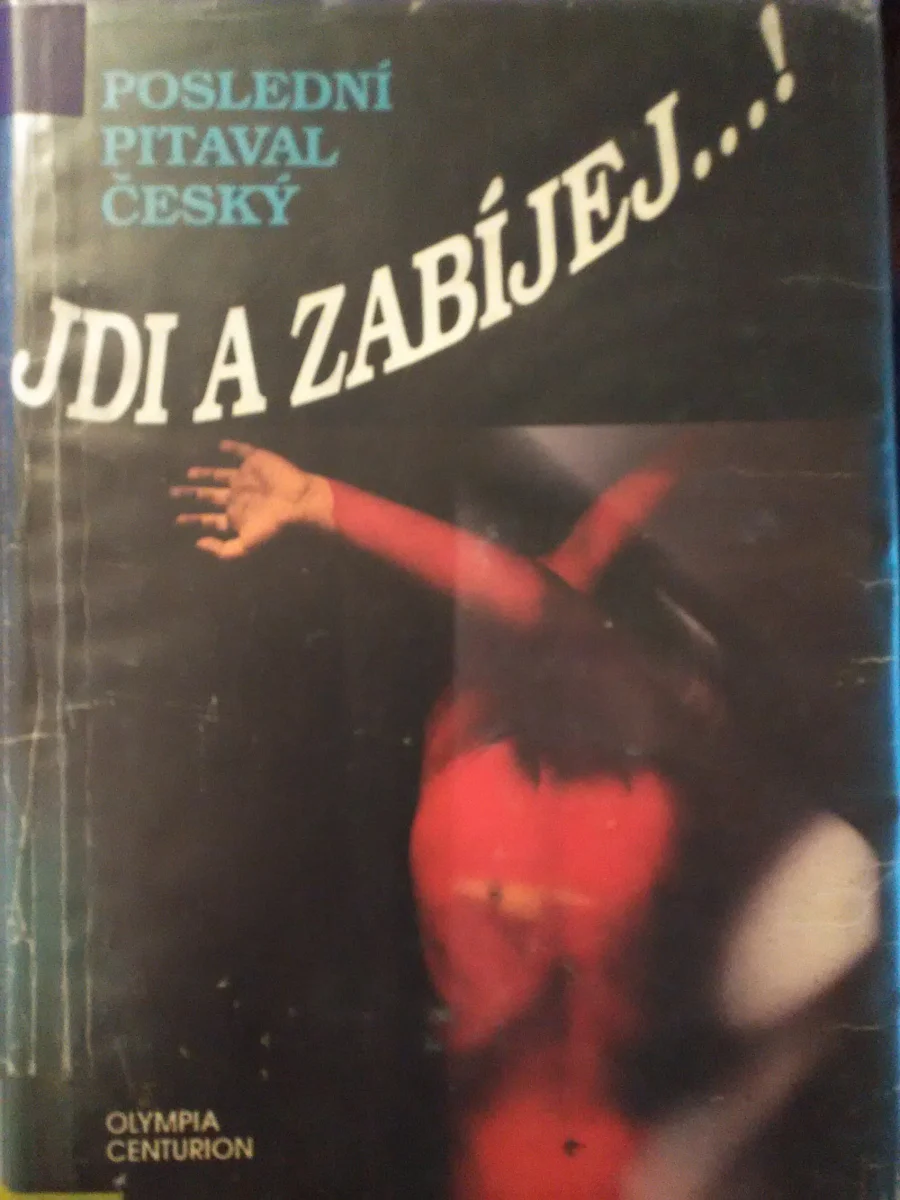 POSLEDNÍ
PITAVAL
ČESKÝ
JDI A ZABÍJEJ...!
OLYMPIA
CENTURION